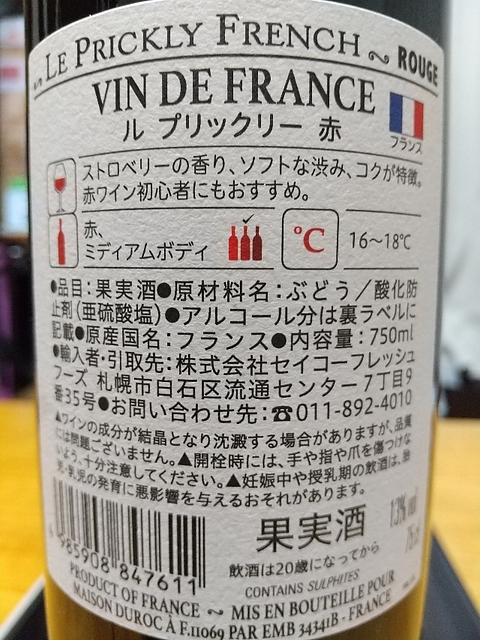 LE PRICKLY FRENCH ~ ROUGE
VIN DE FRANCE
ル プリックリー 赤
フランス
ストロベリーの香り、ソフトな渋み、コクが特徴。
赤ワイン初心者にもおすすめ。
赤、
ミディアムボディ
℃
16〜18℃
●品目:果実酒●原材料名:ぶどう/酸化防
止剤(亜硫酸塩)●アルコール分は裏ラベルに
記載●原産国名:フランス●内容量:750ml
●輸入者・引取先:株式会社セイコーフレッシュ
フーズ 札幌市白石区流通センター7丁目9
番35号●お問い合わせ先:☎011-892-4010
▲ワインの成分が結晶となり沈澱する場合がありますが、品質
には問題ございません。▲開栓時には、手や指や爪を傷つけな
いよう、十分注意してください。▲妊娠中や授乳期の飲酒は、胎
児・乳児の発育に悪影響を与えるおそれがあります。
果実酒
飲酒は20歳になってから
CONTAINS SULPHITES
985908 847611
13% vol
75cl
PRODUCT OF FRANCE ~ MIS EN BOUTEILLE POUR
MAISON DUROC À F.11069 PAR EMB 34341B - FRANCE